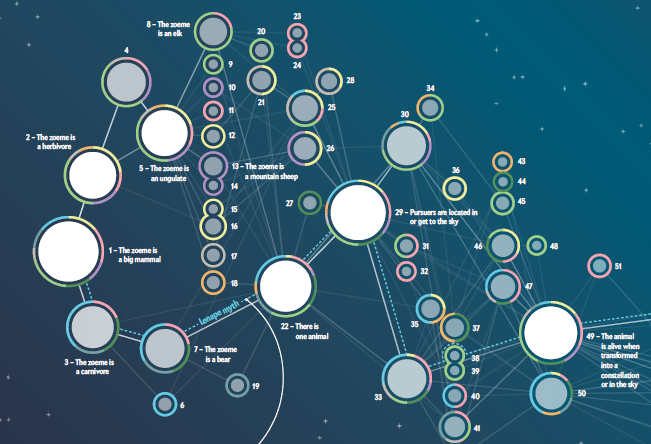 8 – The zoeme
is an elk
23
20
4
9
24
10
21
28
11
25
34
12
30
2 – The zoeme is
a herbivore
26
43
5 – The zoeme is
an ungulate
13 – The zoeme is
a mountain sheep
14
36
44
27
45
15
29 – Pursuers are located in
or get to the sky
16
1 – The zoeme is
a big mammal
31
46
48
17
51
32
18
47
Lenape myth
35
22 – There is
one animal
37
49 – The animal
is alive when
transformed
into a
constellation
or in the sky
3 – The zoeme is
a carnivore
7 – The zoeme
is a bear
38
39
19
33
40
50
6
41